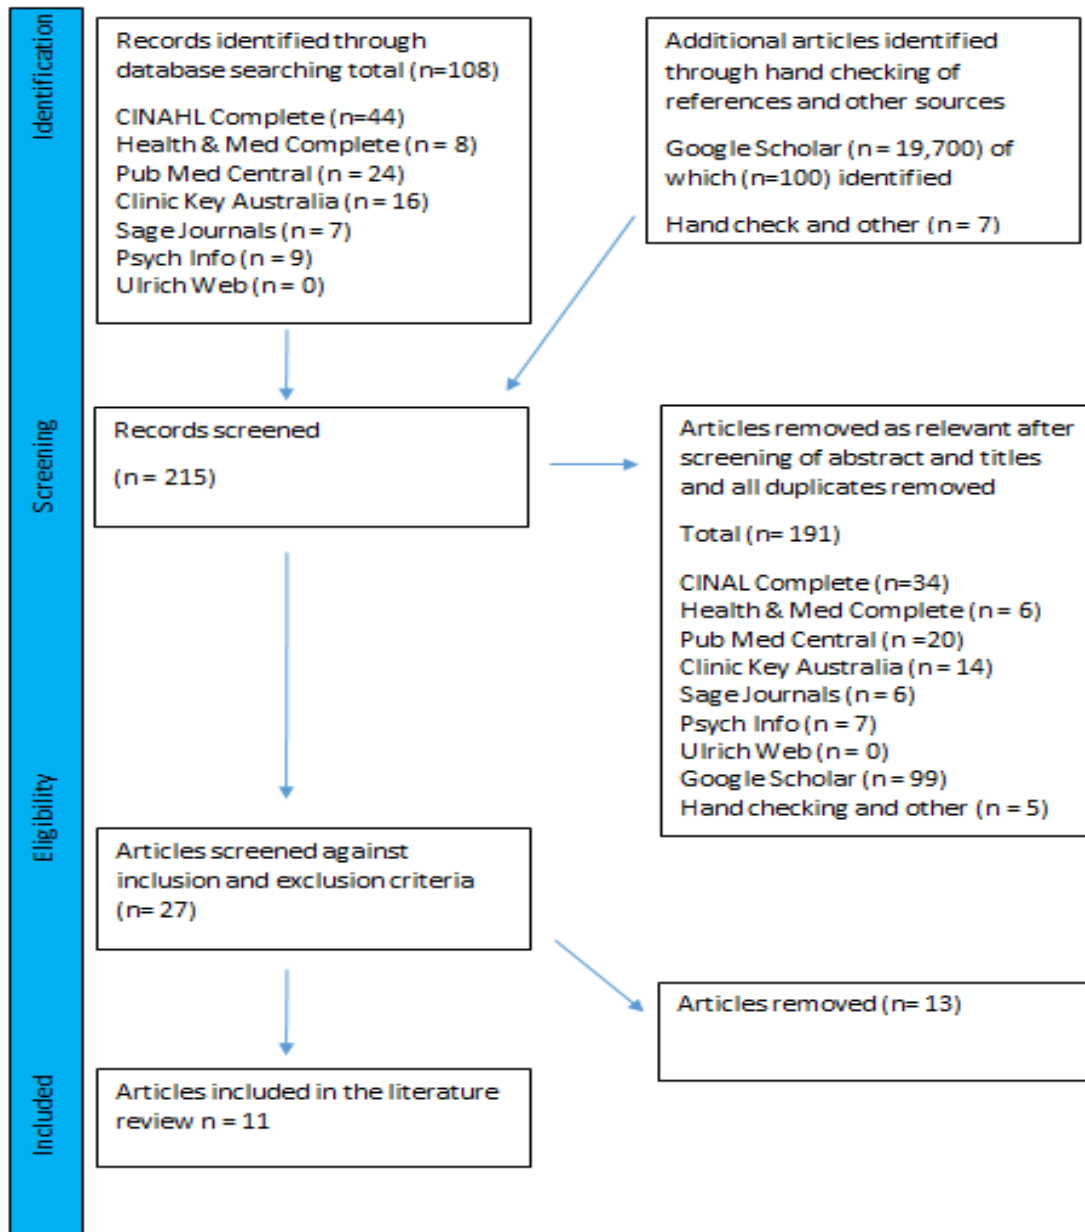 Identification
Records identified through
database searching total (n=108)
CINAHL Complete (n=44)
Health & Med Complete (n= 8)
Pub Med Central (n = 24)
Clinic Key Australia (n = 16)
Sage Journals (n = 7)
Psych Info (n = 9)
Ulrich Web (n = 0)
Additional articles identified
through hand checking of
references and other sources
Google Scholar (n = 19,700) of
which (n=100) identified
Hand check and other (n = 7)
Screening
Records screened
(n = 215)
Articles removed as relevant after
screening of abstract and titles
and all duplicates removed
Total (n= 191)
CINAL Complete (n=34)
Health & Med Complete (n = 6)
Pub Med Central (n =20)
Clinic Key Australia (n = 14)
Sage Journals (n = 6)
Psych Info (n = 7)
Ulrich Web (n = 0)
Google Scholar (n = 99)
Hand checking and other (n = 5)
Eligibility
Articles screened against
inclusion and exclusion criteria
(n= 27)
Articles removed (n= 13)
Included
Articles included in the literature
review n = 11